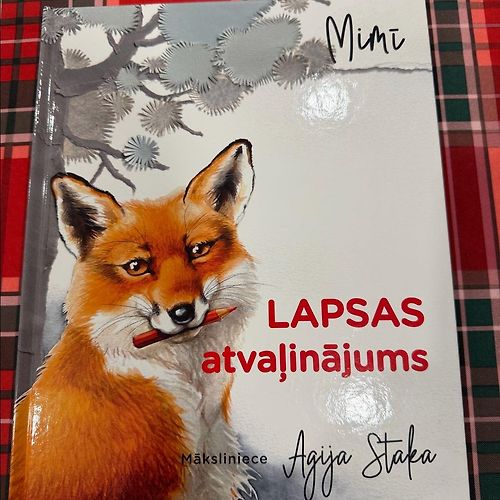 Mimī
LAPSAS
atvaļinājums
Māksliniece Agija Staka